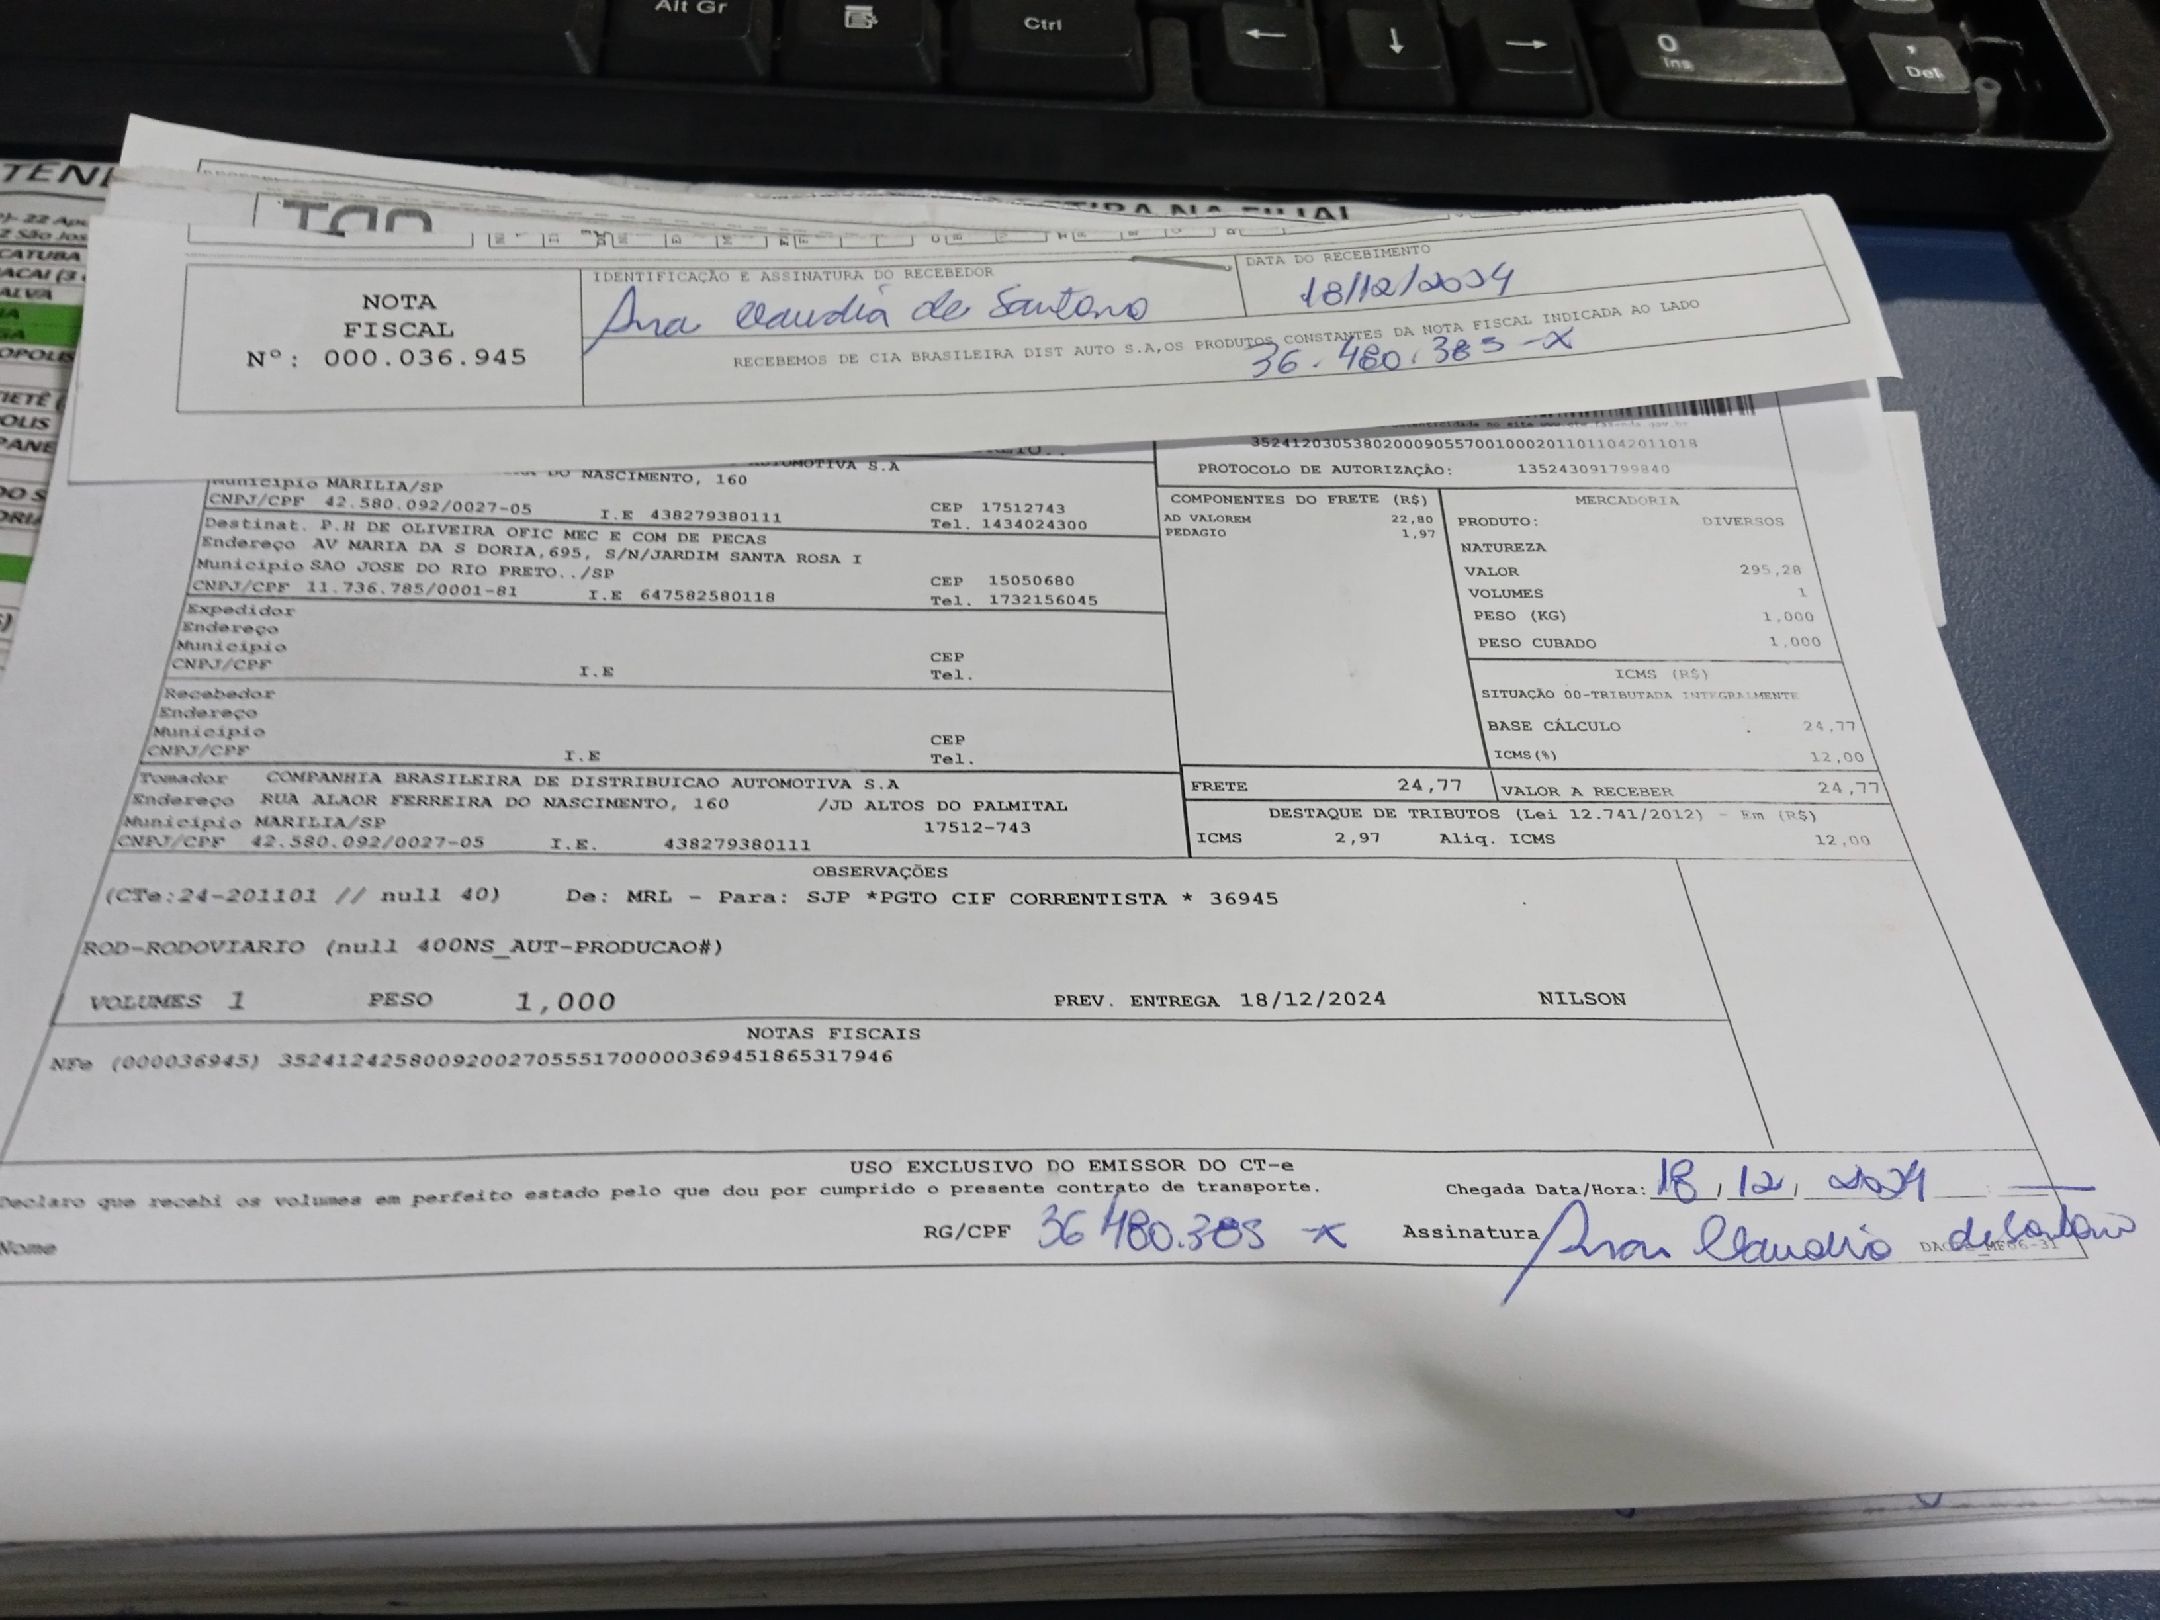 Alt Gr
Ctrl
←
↓
→
0
Ins
,
Del
NOTA
FISCAL
Nº: 000.036.945
IDENTIFICAÇÃO E ASSINATURA DO RECEBEDOR
Ana Claudia de Santana
DATA DO RECEBIMENTO
18/12/2024
RECEBEMOS DE CIA BRASILEIRA DIST AUTO S.A,OS PRODUTOS CONSTANTES DA NOTA FISCAL INDICADA AO LADO
36.480.385-x
35241203053802000905570010002011011042011018
PROTOCOLO DE AUTORIZAÇÃO: 135243091799840
AUTOMOTIVA S.A
DO NASCIMENTO, 160
Município MARILIA/SP
CNPJ/CPF 42.580.092/0027-05 I.E 438279380111
CEP 17512743
Tel. 1434024300
Destinat. P.H DE OLIVEIRA OFIC MEC E COM DE PECAS
Endereço AV MARIA DA S DORIA,695, S/N/JARDIM SANTA ROSA I
Município SAO JOSE DO RIO PRETO../SP
CNPJ/CPF 11.736.785/0001-81 I.E 647582580118
CEP 15050680
Tel. 1732156045
Expedidor
Endereço
Município
CNPJ/CPF I.E
CEP
Tel.
Recebedor
Endereço
Município
CNPJ/CPF I.E
CEP
Tel.
Tomador COMPANHIA BRASILEIRA DE DISTRIBUICAO AUTOMOTIVA S.A
Endereço RUA ALAOR FERREIRA DO NASCIMENTO, 160 /JD ALTOS DO PALMITAL
Município MARILIA/SP 17512-743
CNPJ/CPF 42.580.092/0027-05 I.E. 438279380111
COMPONENTES DO FRETE (R$)
AD VALOREM 22,80
PEDAGIO 1,97
MERCADORIA
PRODUTO: DIVERSOS
NATUREZA
VALOR 295,28
VOLUMES 1
PESO (KG) 1,000
PESO CUBADO 1,000
ICMS (R$)
SITUAÇÃO 00-TRIBUTADA INTEGRALMENTE
BASE CÁLCULO 24,77
ICMS(%) 12,00
FRETE 24,77 VALOR A RECEBER 24,77
DESTAQUE DE TRIBUTOS (Lei 12.741/2012) - Em (R$)
ICMS 2,97 Aliq. ICMS 12,00
OBSERVAÇÕES
(CTe:24-201101 // null 40) De: MRL - Para: SJP *PGTO CIF CORRENTISTA * 36945
ROD-RODOVIARIO (null 400NS_AUT-PRODUCAO#)
VOLUMES 1 PESO 1,000 PREV. ENTREGA 18/12/2024 NILSON
NOTAS FISCAIS
NFe (000036945) 35241242580092002705551700000369451865317946
USO EXCLUSIVO DO EMISSOR DO CT-e
Declaro que recebi os volumes em perfeito estado pelo que dou por cumprido o presente contrato de transporte.
Chegada Data/Hora: 18/12/2024
Nome
RG/CPF 36480.385-x Assinatura Ana Claudia de Santana